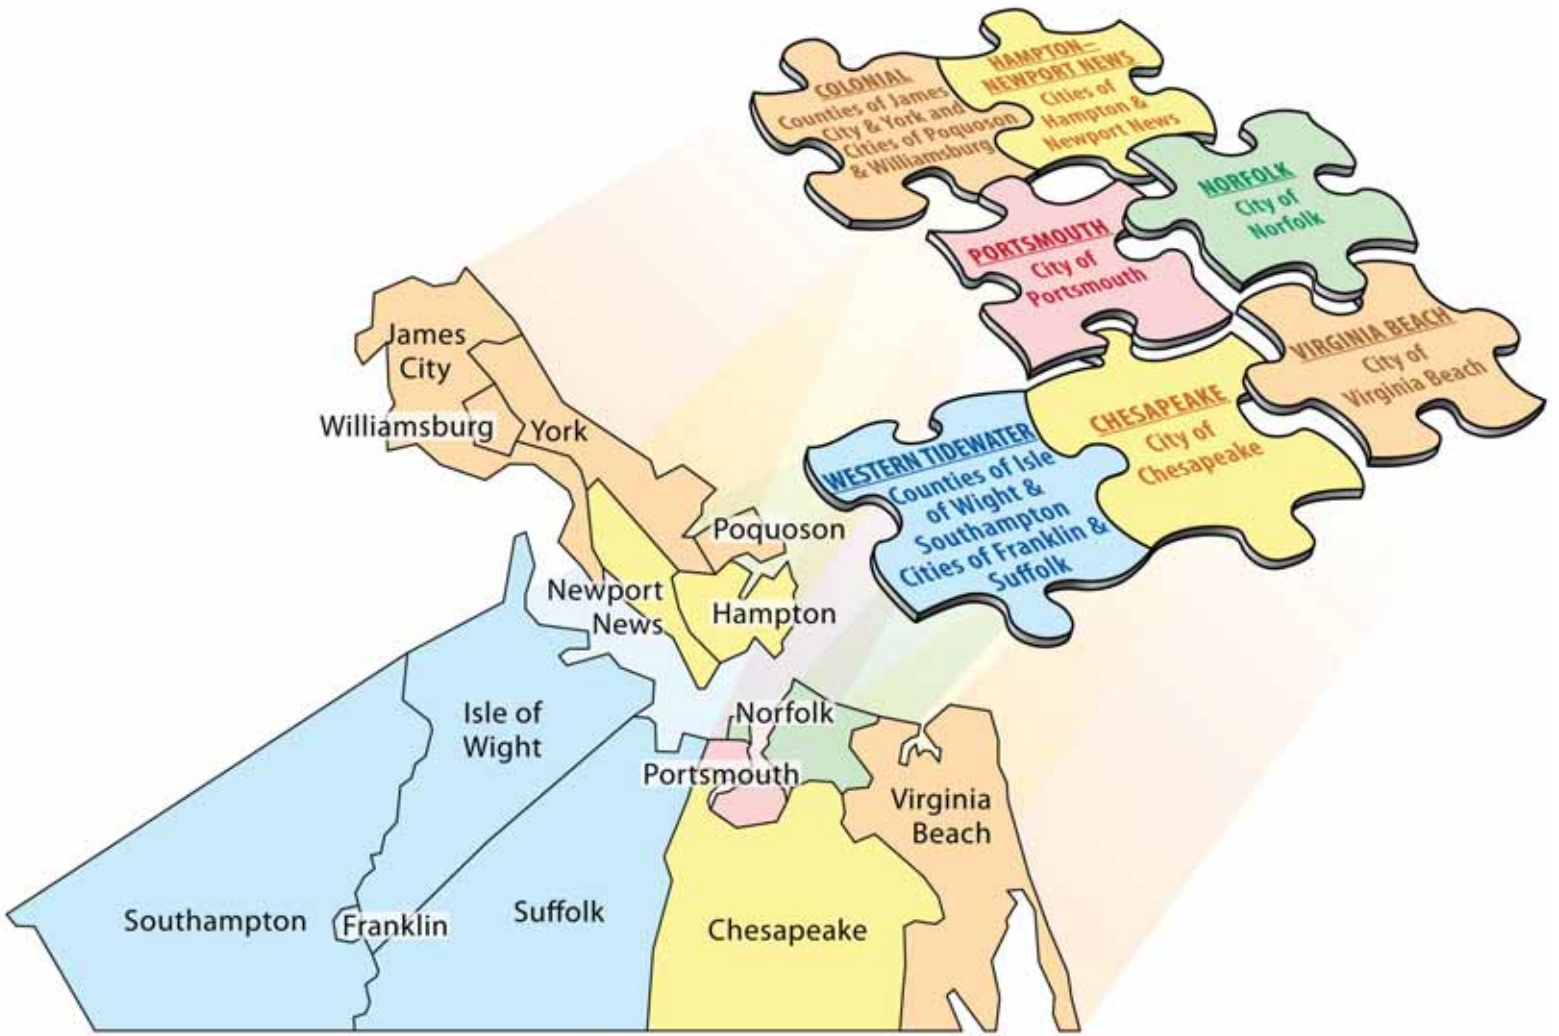 COLONIAL
Counties of James
City & York and
Cities of Poquoson
& Williamsburg
HAMPTON–
NEWPORT NEWS
Cities of
Hampton &
Newport News
NORFOLK
City of
Norfolk
PORTSMOUTH
City of
Portsmouth
VIRGINIA BEACH
City of
Virginia Beach
CHESAPEAKE
City of
Chesapeake
WESTERN TIDEWATER
Counties of Isle
of Wight &
Southampton
Cities of Franklin &
Suffolk
James
City
Williamsburg
York
Poquoson
Newport
News
Hampton
Isle of
Wight
Norfolk
Portsmouth
Virginia
Beach
Southampton
Franklin
Suffolk
Chesapeake